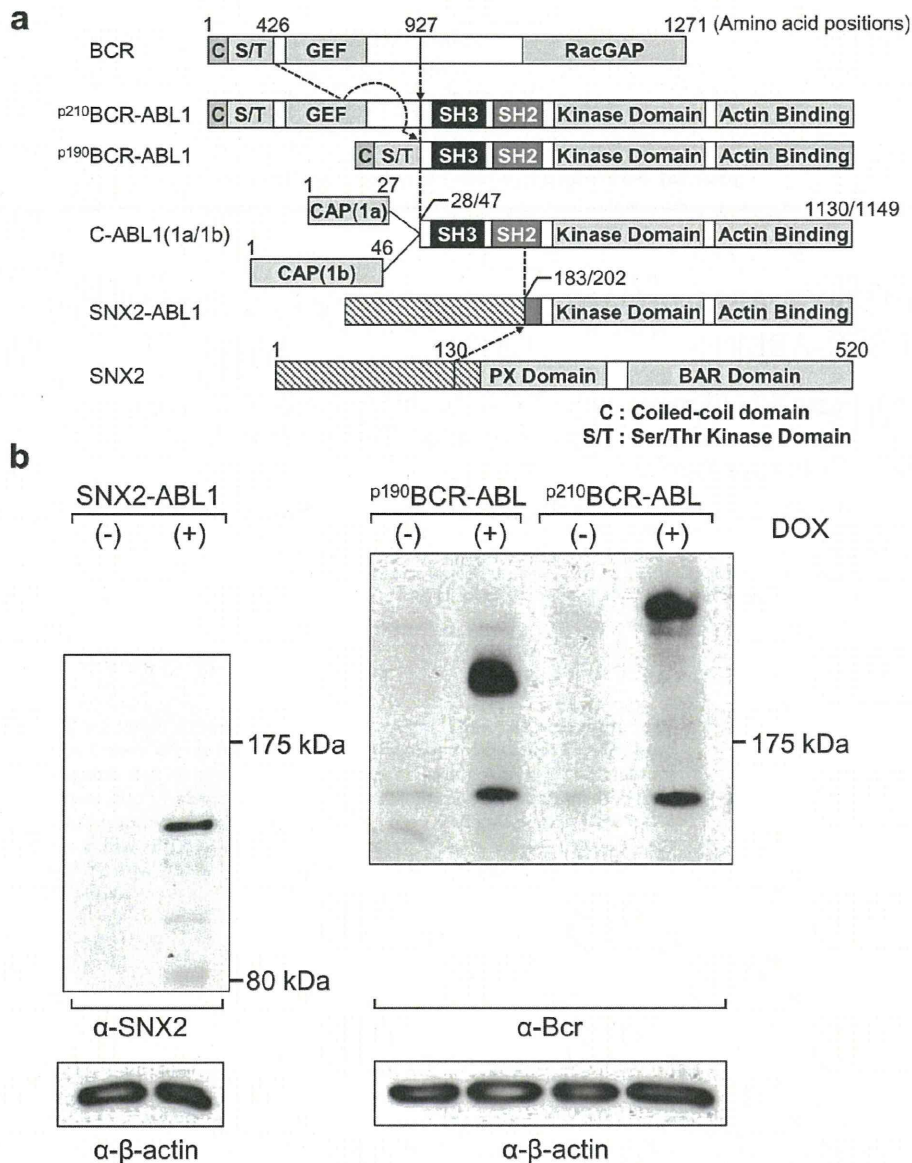 a
1 426 927 1271 (Amino acid positions)
BCR C S/T GEF RacGAP
p210BCR-ABL1 C S/T GEF SH3 SH2 Kinase Domain Actin Binding
p190BCR-ABL1 C S/T SH3 SH2 Kinase Domain Actin Binding
1 27 28/47
CAP(1a) 1130/1149
C-ABL1(1a/1b) SH3 SH2 Kinase Domain Actin Binding
1 46
CAP(1b) 183/202
SNX2-ABL1 Kinase Domain Actin Binding
1 130 520
SNX2 PX Domain BAR Domain
C : Coiled-coil domain
S/T : Ser/Thr Kinase Domain
b
SNX2-ABL1 p190BCR-ABL p210BCR-ABL
(-) (+) (-) (+) (-) (+) DOX
175 kDa 175 kDa
80 kDa
α-SNX2 α-Bcr
α-β-actin α-β-actin